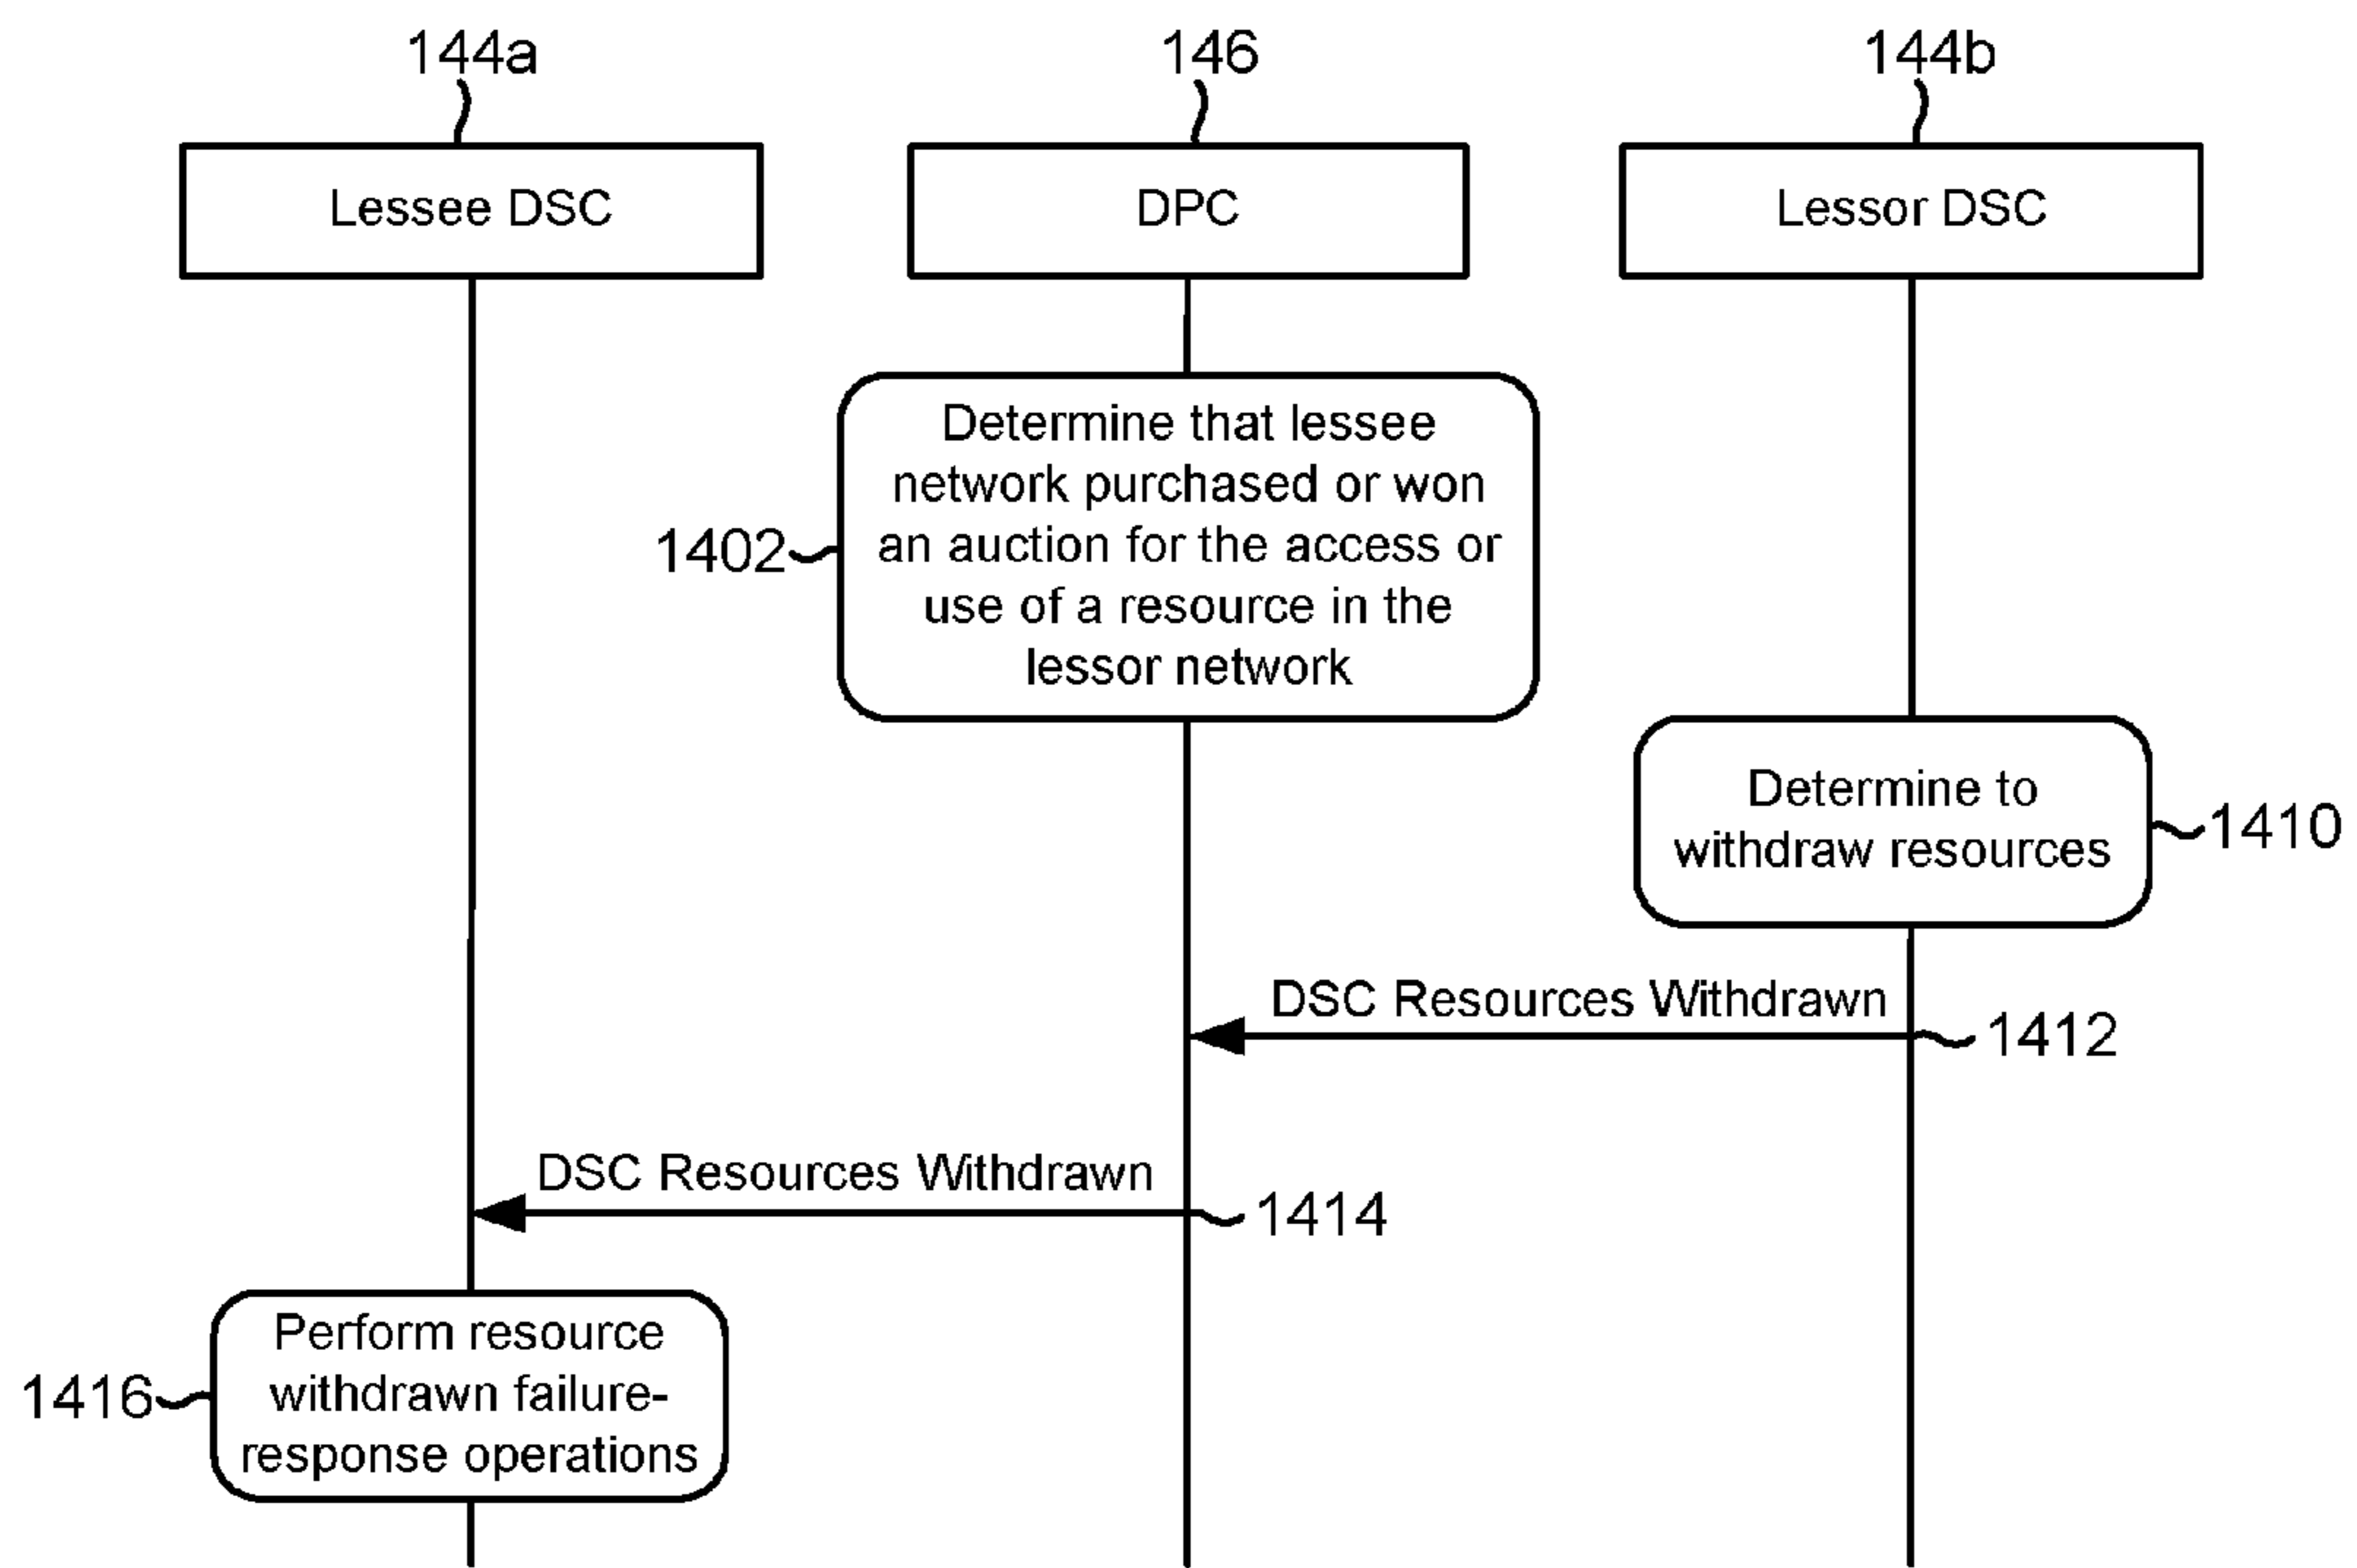 144a
146
144b
Lessee DSC
DPC
Lessor DSC
Determine that lessee
network purchased or won
an auction for the access or
use of a resource in the
lessor network
1402
Determine to
withdraw resources
1410
DSC Resources Withdrawn
1412
DSC Resources Withdrawn
1414
Perform resource
withdrawn failure-
response operations
1416